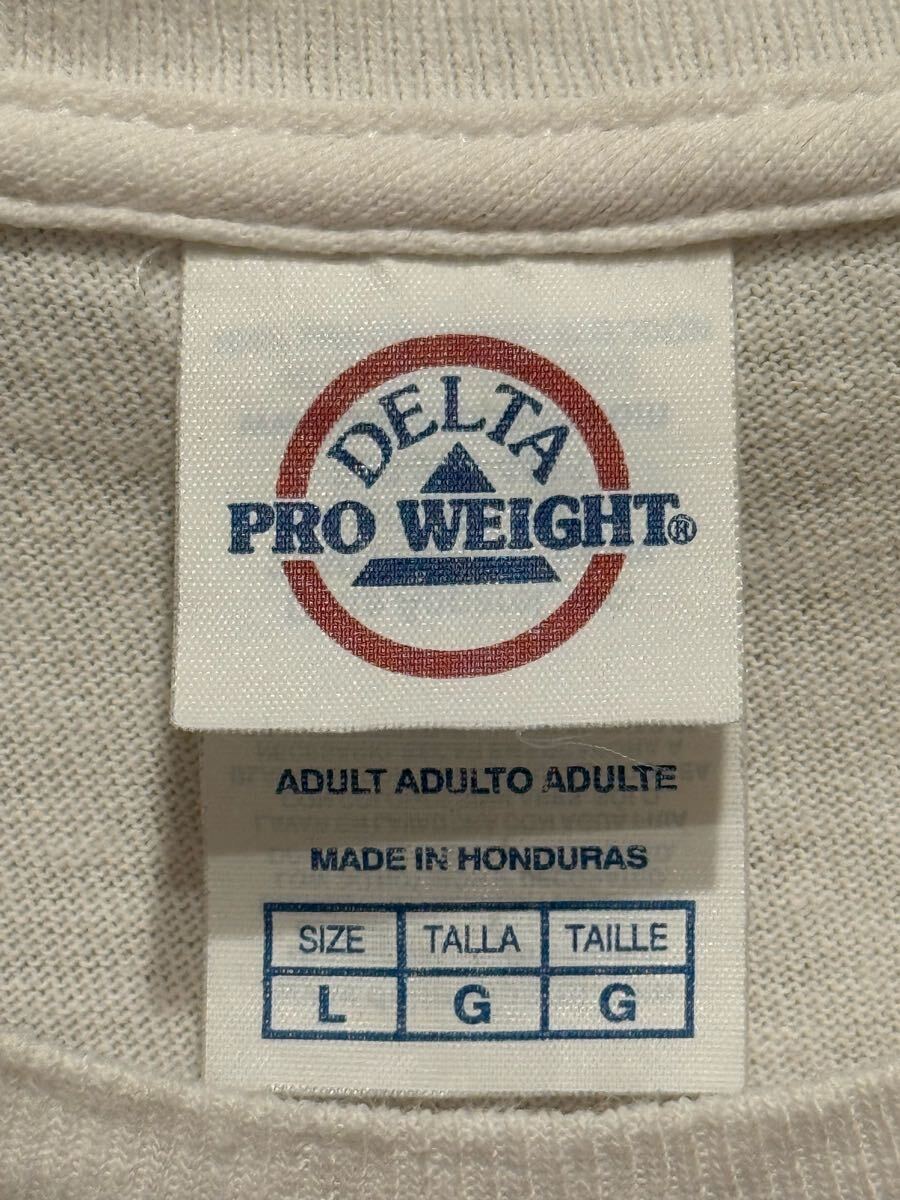 DELTA
PRO WEIGHT®
ADULT ADULTO ADULTE
MADE IN HONDURAS
SIZE TALLA TAILLE
L G G